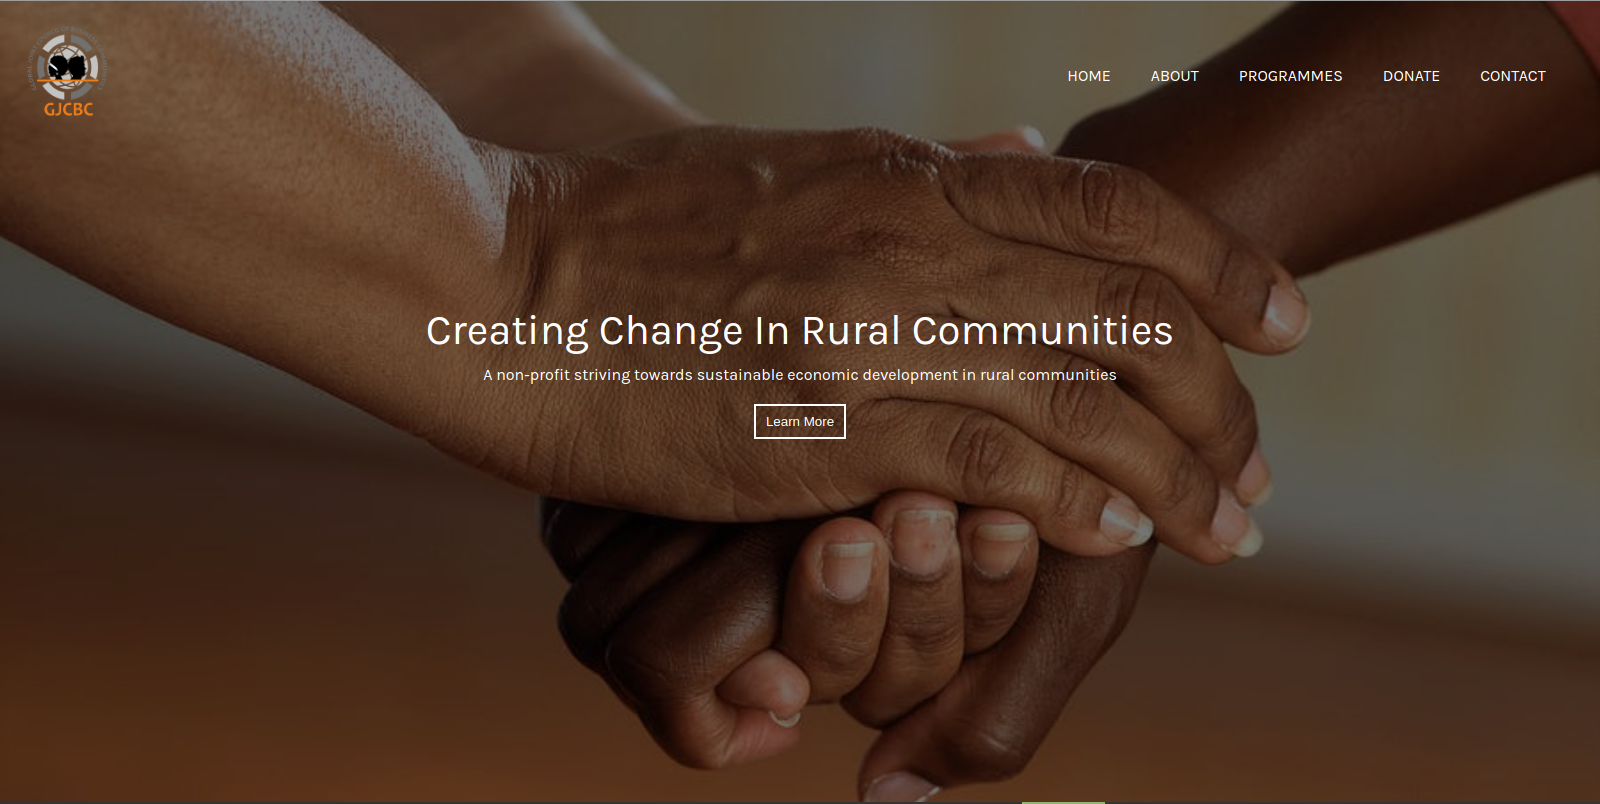 GJCBC
HOME ABOUT PROGRAMMES DONATE CONTACT
Creating Change In Rural Communities
A non-profit striving towards sustainable economic development in rural communities
Learn More